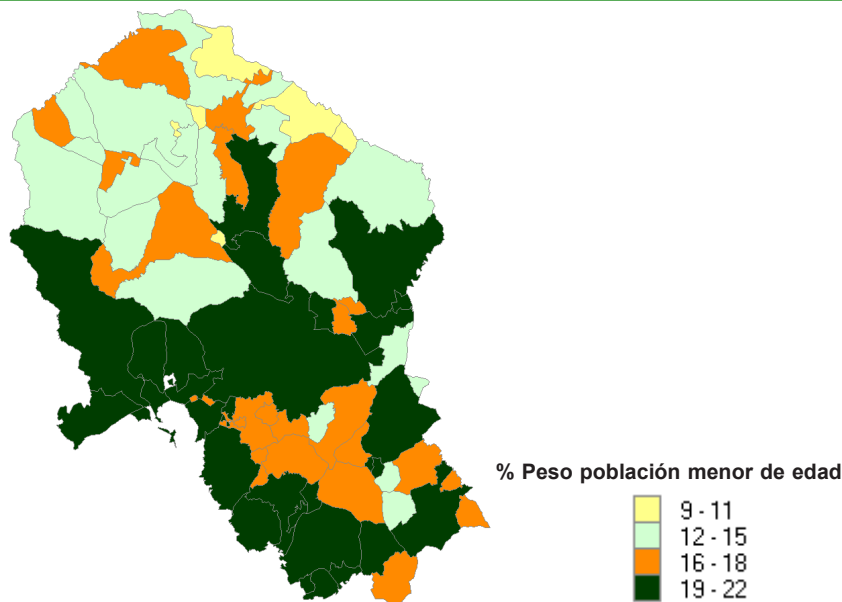 % Peso población menor de edad
9 - 11
12 - 15
16 - 18
19 - 22